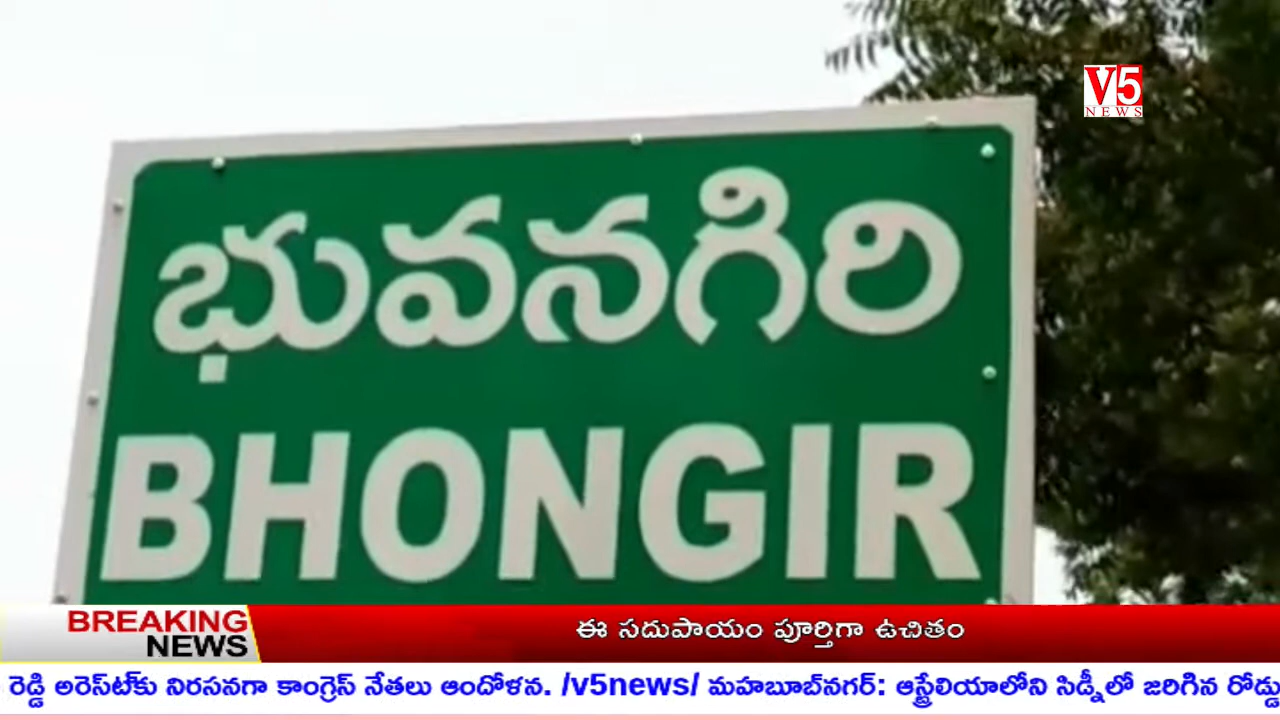 V5
NEWS
భువనగిరి
BHONGIR
BREAKING
NEWS
ఈ సదుపాయం పూర్తిగా ఉచితం
రెడ్డి అరెస్ట్‌కు నిరసనగా కాంగ్రెస్ నేతలు ఆందోళన. /v5news/ మహబూబ్‌నగర్: ఆస్ట్రేలియాలోని సిడ్నీలో జరిగిన రోడ్డు